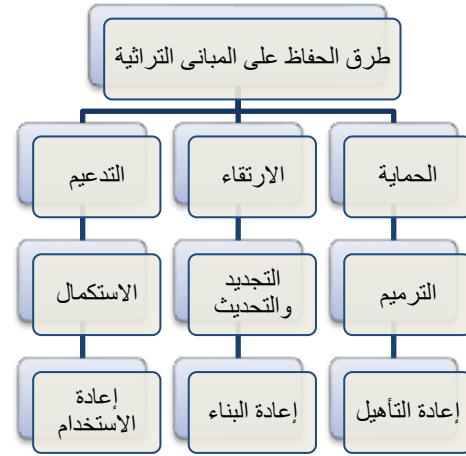 طرق الحفاظ على المبانى التراثية
الحماية
الارتقاء
التدعيم
الترميم
التجديد
والتحديث
الاستكمال
إعادة التأهيل
إعادة البناء
إعادة
الاستخدام